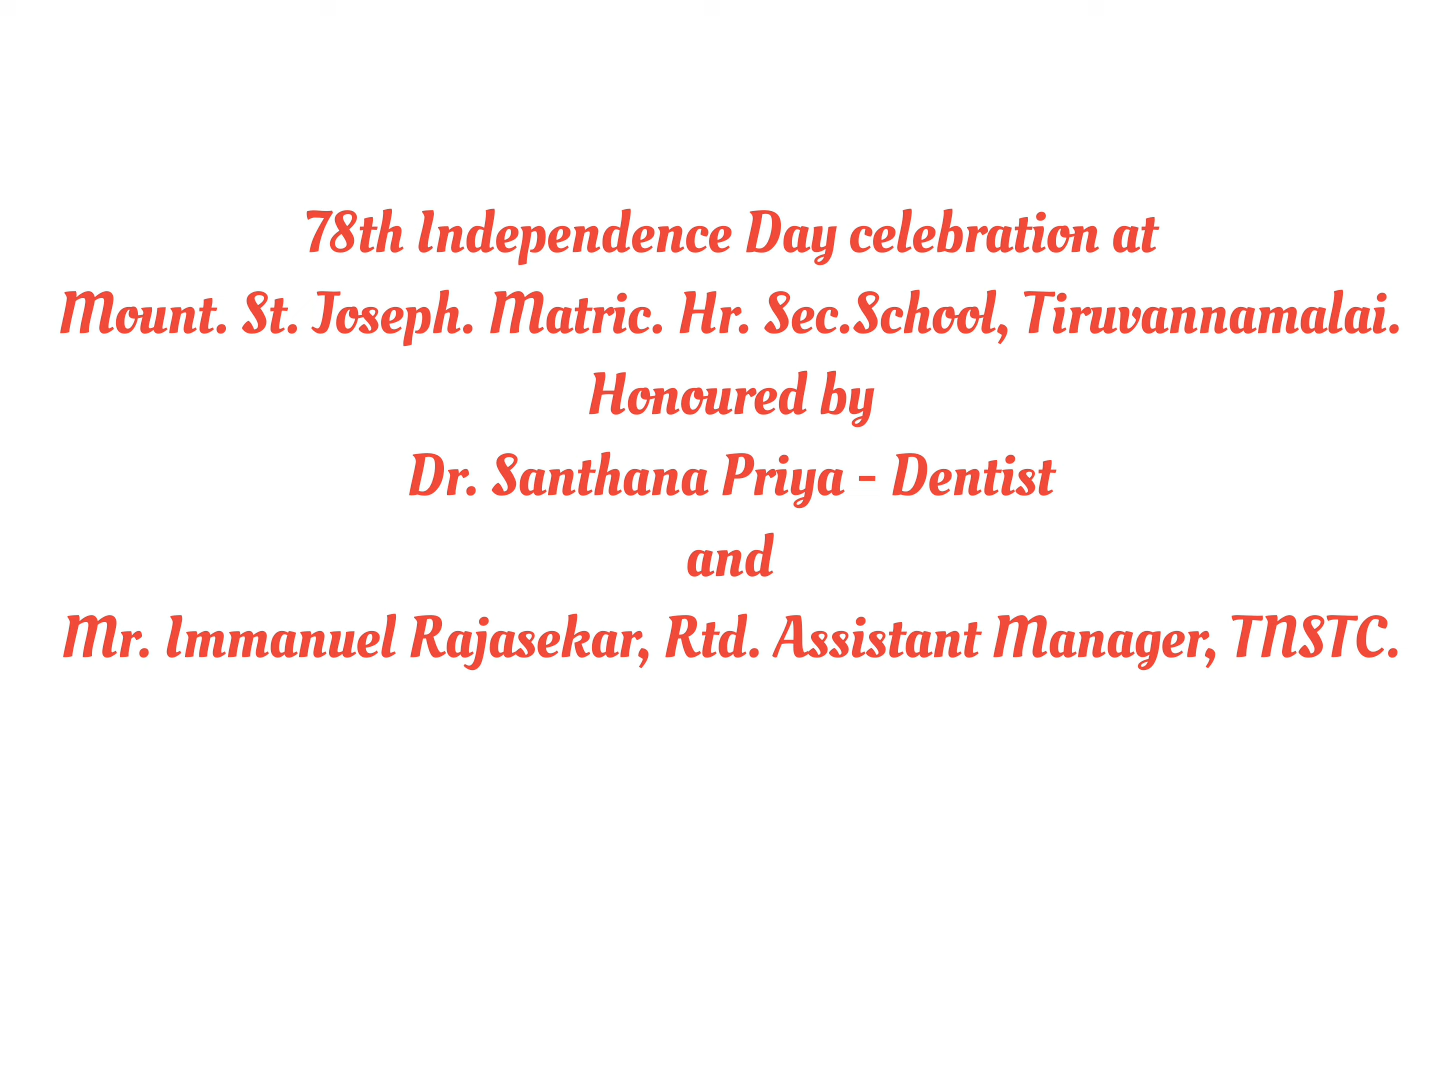 78th Independence Day celebration at
Mount. St. Joseph. Matric. Hr. Sec.School, Tiruvannamalai.
Honoured by
Dr. Santhana Priya - Dentist
and
Mr. Immanuel Rajasekar, Rtd. Assistant Manager, TNSTC.